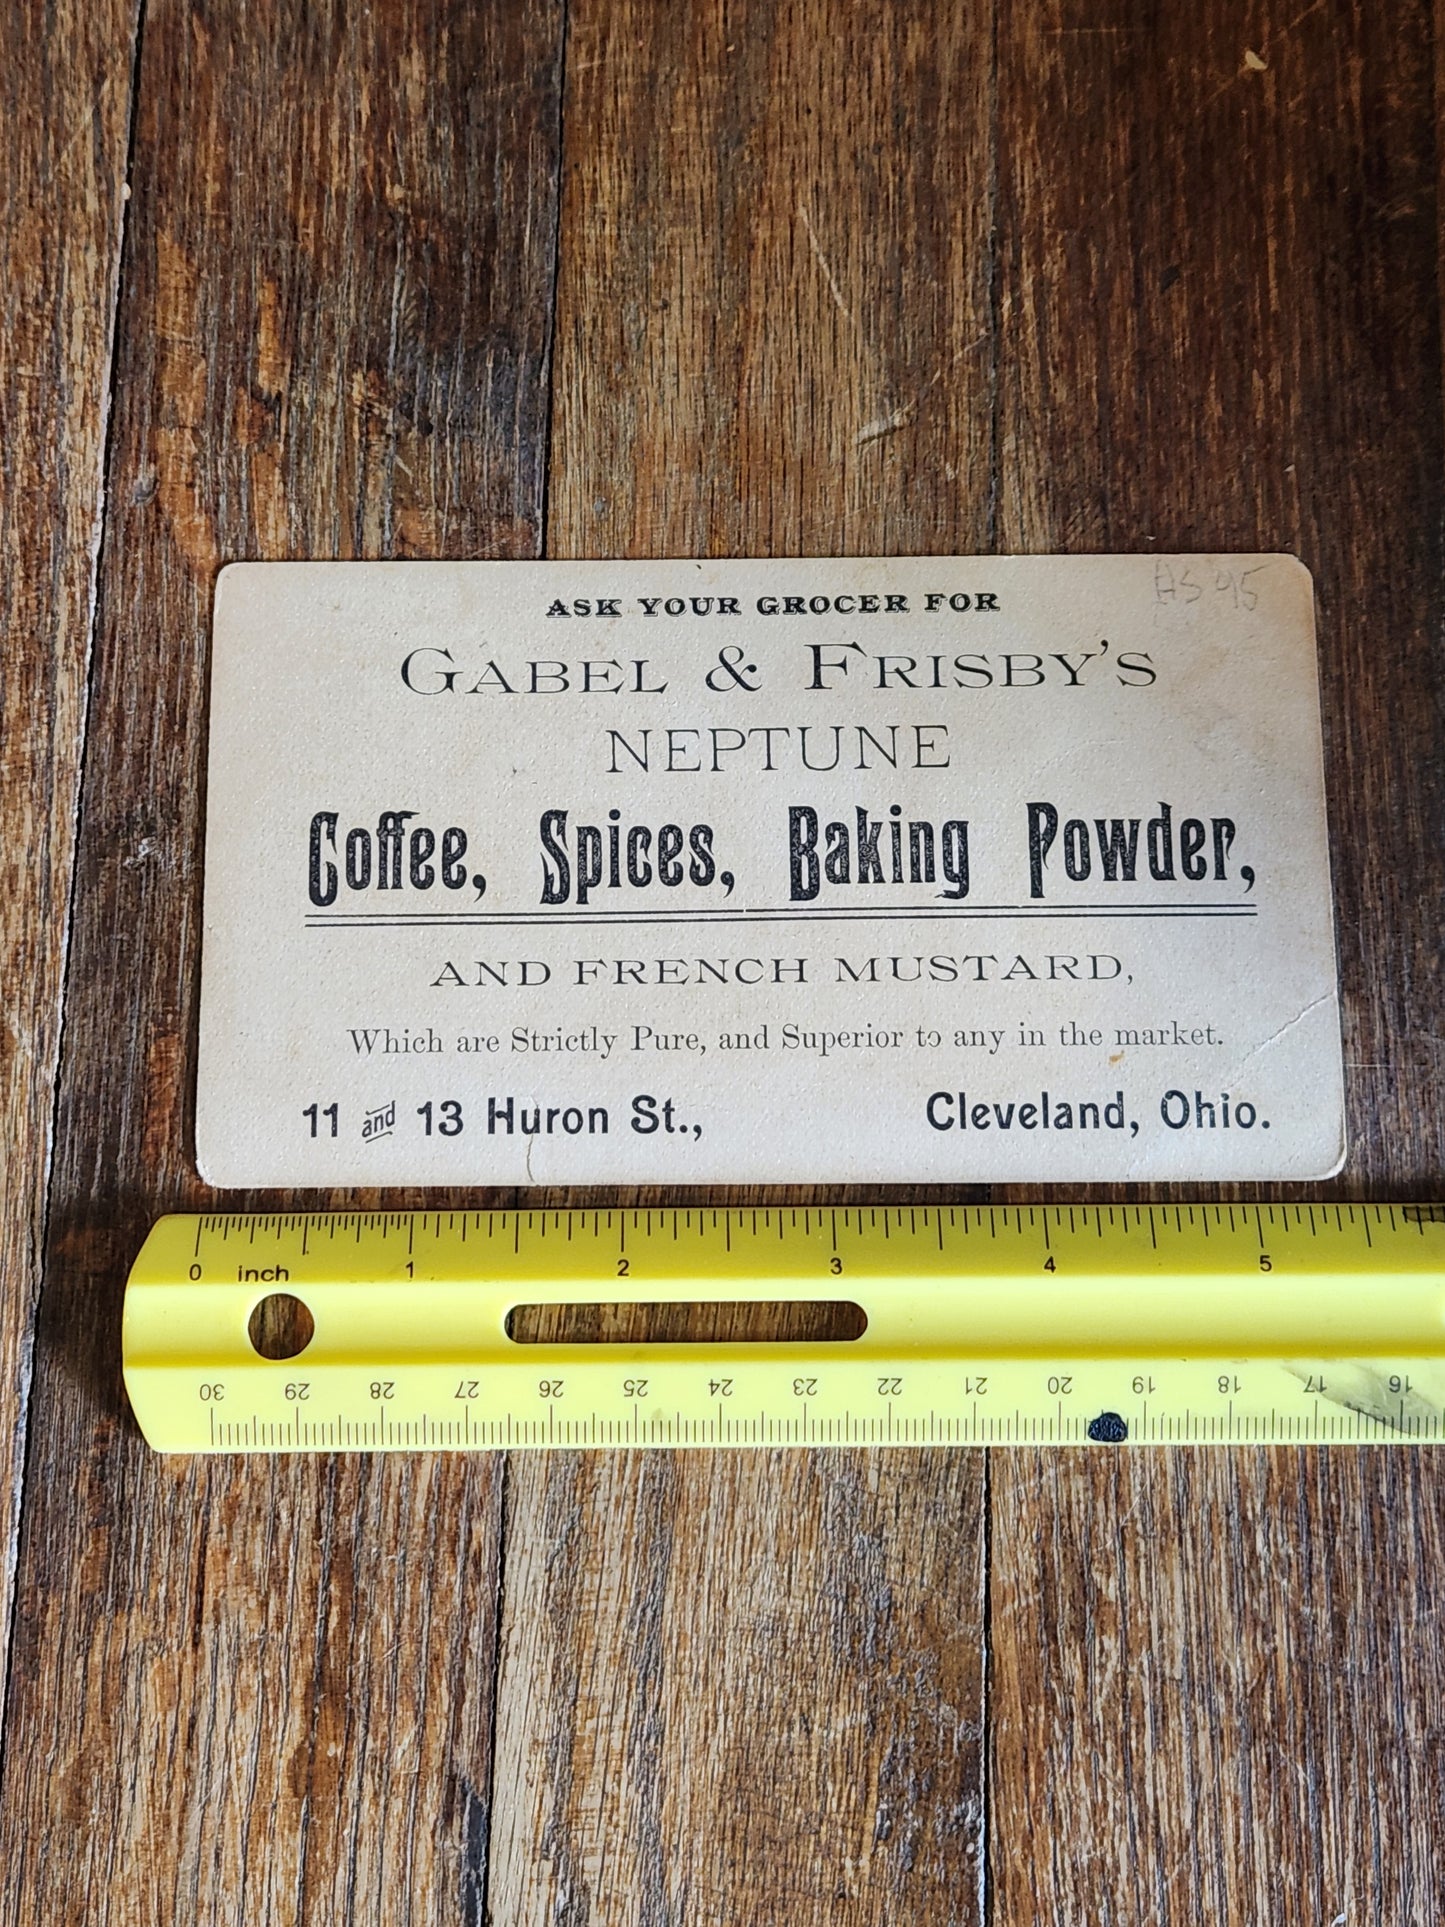 ASK YOUR GROCER FOR
GABEL & FRISBY'S
NEPTUNE
Coffee, Spices, Baking Powder,
AND FRENCH MUSTARD,
Which are Strictly Pure, and Superior to any in the market.
11 and 13 Huron St., Cleveland, Ohio.
0 inch 1 2 3 4 5
30 29 28 27 26 25 24 23 22 21 20 19 18 17 16